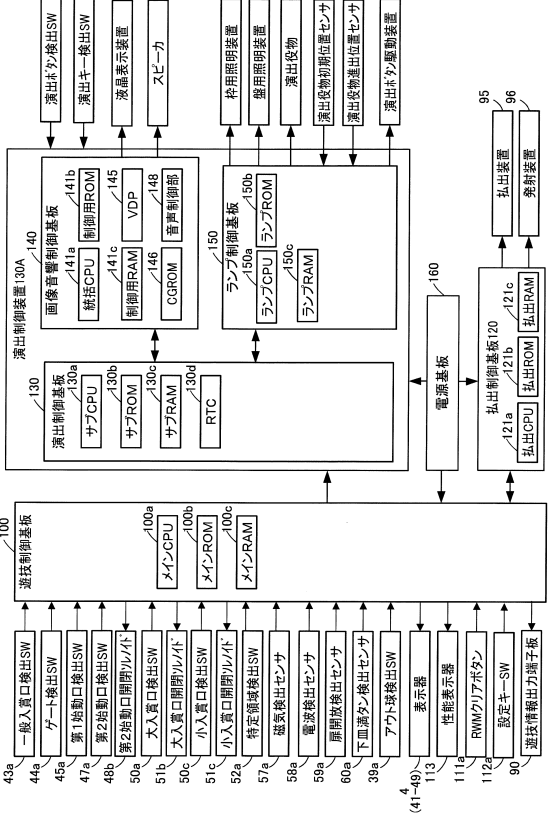 43a 一般入賞口検出SW
44a ゲート検出SW
45a 第1始動口検出SW
47a 第2始動口検出SW
48b 第2始動口開閉ソレノイド
50a 大入賞口検出SW
51b 大入賞口開閉ソレノイド
50c 小入賞口検出SW
51c 小入賞口開閉ソレノイド
52a 特定領域検出SW
57a 磁気検出センサ
58a 電波検出センサ
59a 扉開放検出センサ
60a 下皿満タン検出センサ
39a アウト球検出SW
4
(41-49)
表示器
113 性能表示器
111a RWMクリアボタン
112a 設定キーSW
90 遊技情報出力端子板
100
遊技制御基板
100a
メインCPU
100b
メインROM
100c
メインRAM
演出制御装置130A
130
演出制御基板
130a
サブCPU
130b
サブROM
130c
サブRAM
130d
RTC
140
画像音響制御基板
141a
統括CPU
141b
制御用ROM
141c
制御用RAM
145
VDP
146
CGROM
148
音声制御部
150
ランプ制御基板
150a
ランプCPU
150b
ランプROM
150c
ランプRAM
演出ボタン検出SW
演出キー検出SW
液晶表示装置
スピーカ
枠用照明装置
盤用照明装置
演出役物
演出役物初期位置センサ
演出役物進出位置センサ
演出ボタン駆動装置
160
電源基板
払出制御基板120
121a
払出CPU
121b
払出ROM
121c
払出RAM
95
払出装置
96
発射装置